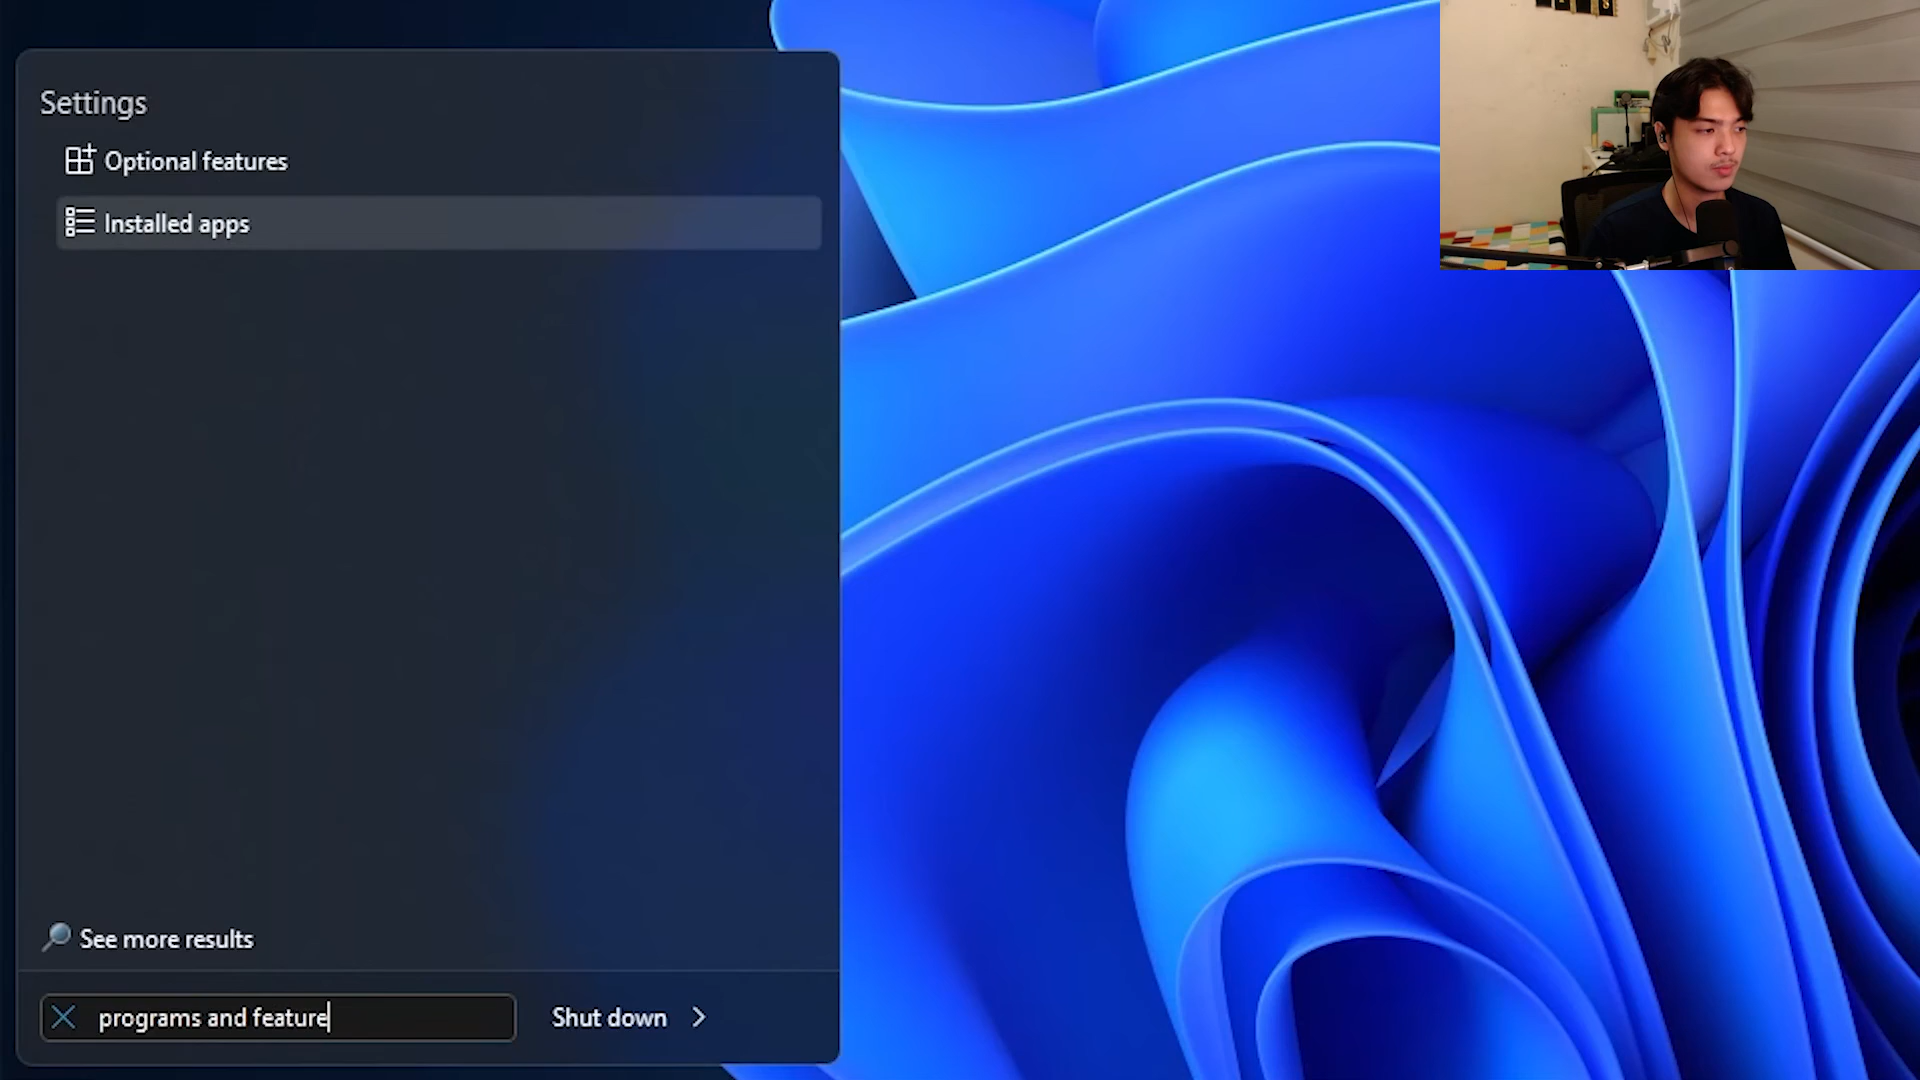 Settings
Optional features
Installed apps
See more results
programs and feature
Shut down